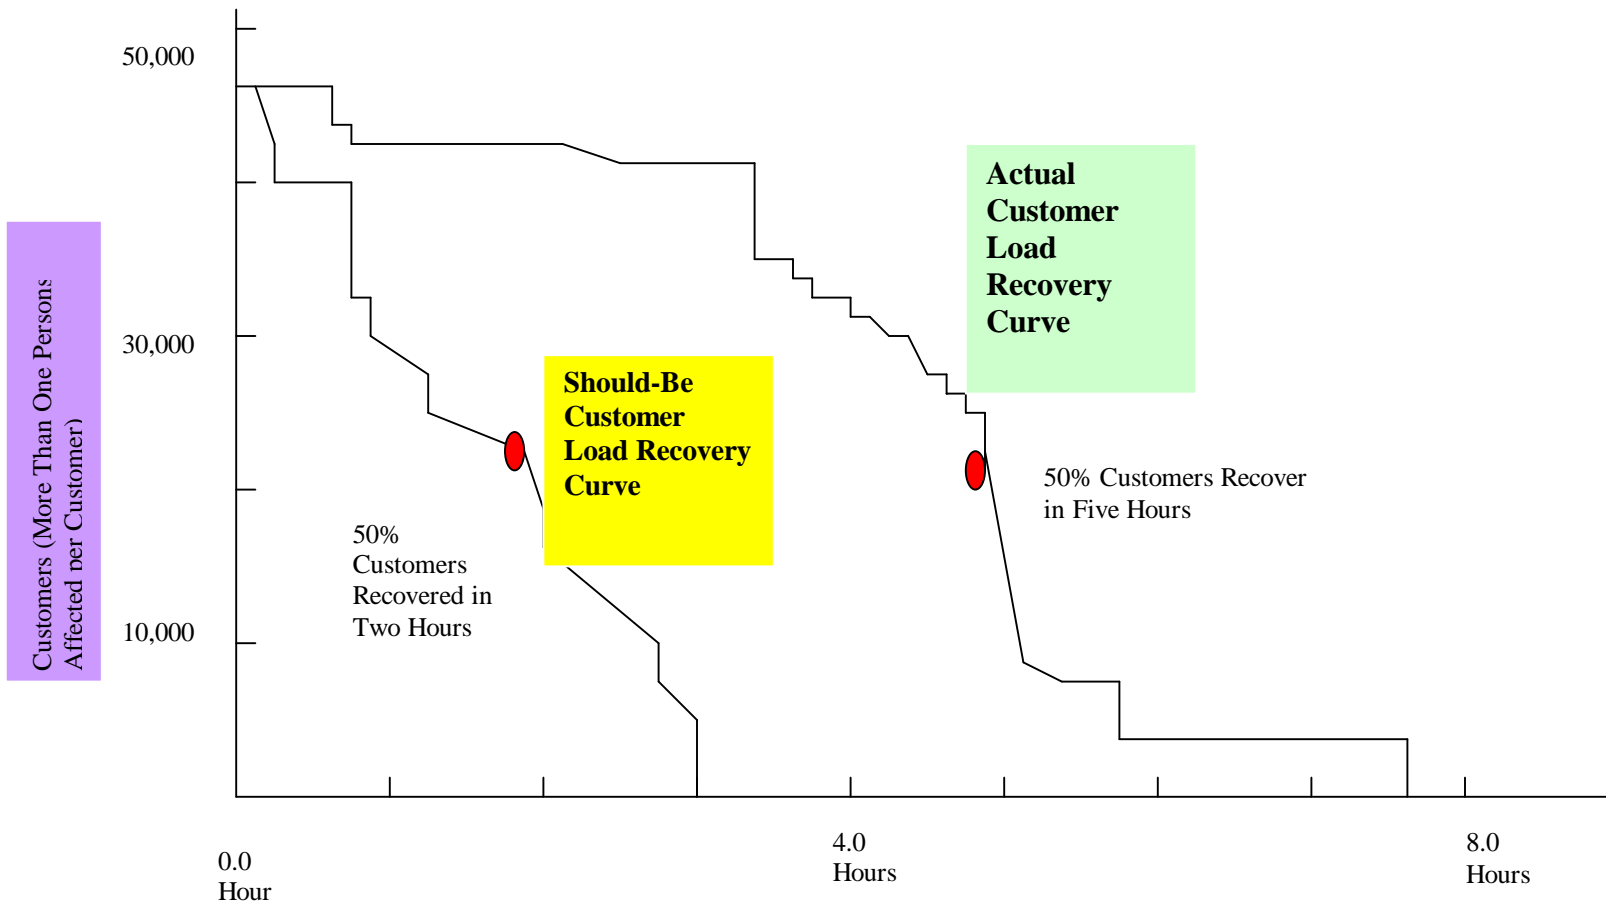 50,000
30,000
10,000
Customers (More Than One Persons
Affected per Customer)
Actual
Customer
Load
Recovery
Curve
Should-Be
Customer
Load Recovery
Curve
50% Customers Recover
in Five Hours
50%
Customers
Recovered in
Two Hours
0.0
Hour
4.0
Hours
8.0
Hours